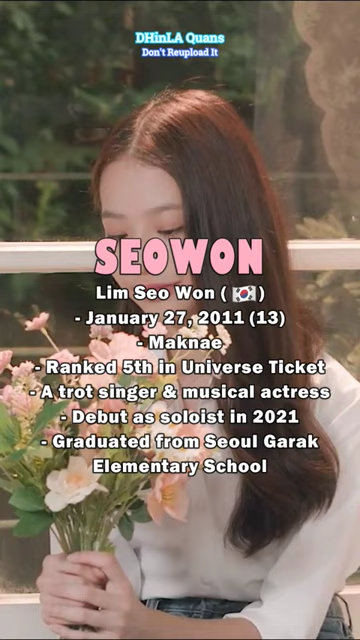 DHinLA Quans
Don't Reupload It
SEOWON
Lim Seo Won ( 🇰🇷 )
- January 27, 2011 (13)
- Maknae
- Ranked 5th in Universe Ticket
- A trot singer & musical actress
- Debut as soloist in 2021
- Graduated from Seoul Garak
Elementary School